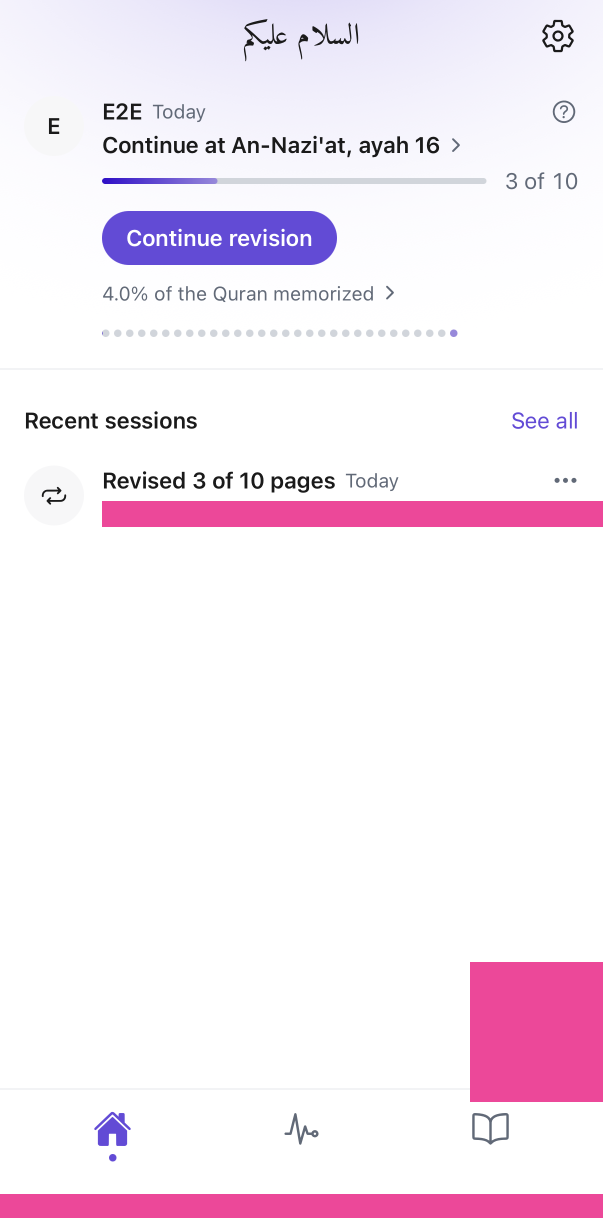 السلام عليكم
E
E2E Today
Continue at An-Nazi'at, ayah 16
3 of 10
Continue revision
4.0% of the Quran memorized
Recent sessions See all
Revised 3 of 10 pages Today